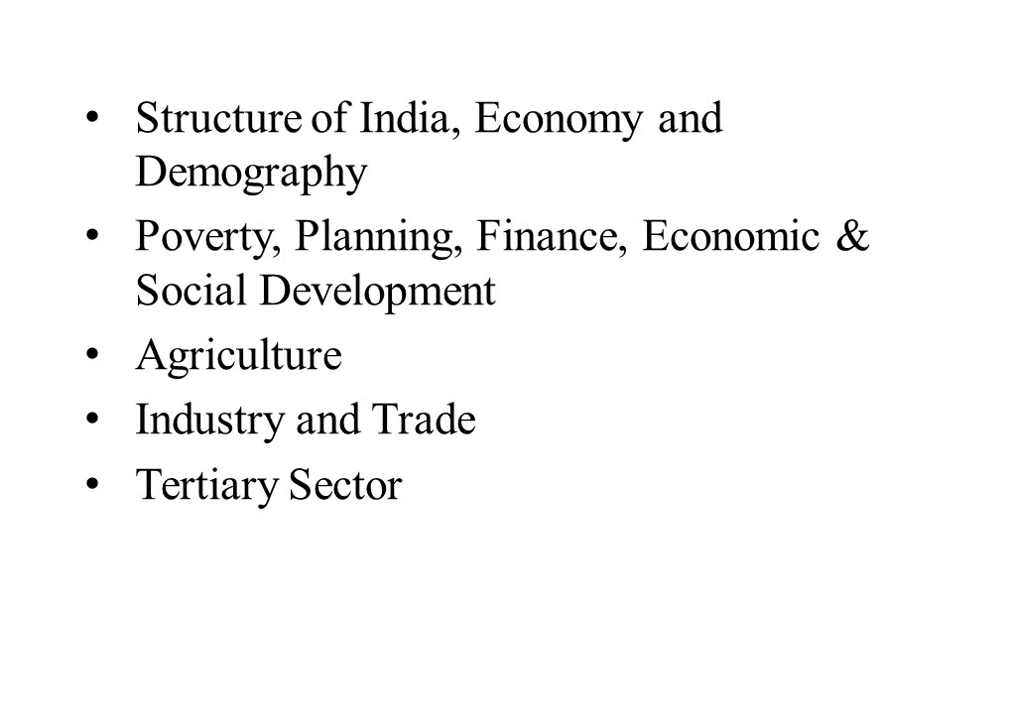 • Structure of India, Economy and
Demography
• Poverty, Planning, Finance, Economic &
Social Development
• Agriculture
• Industry and Trade
• Tertiary Sector